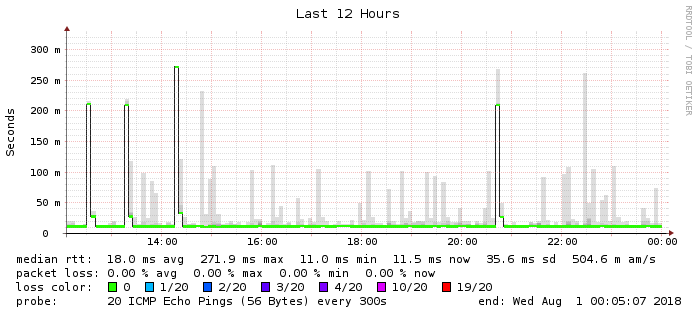 Last 12 Hours
RRDTOOL / TOBI OETIKER
Seconds
300 m
250 m
200 m
150 m
100 m
50 m
0
14:00 16:00 18:00 20:00 22:00 00:00
median rtt: 18.0 ms avg 271.9 ms max 11.0 ms min 11.5 ms now 35.6 ms sd 504.6 m am/s
packet loss: 0.00 % avg 0.00 % max 0.00 % min 0.00 % now
loss color: 0 1/20 2/20 3/20 4/20 10/20 19/20
probe: 20 ICMP Echo Pings (56 Bytes) every 300s end: Wed Aug 1 00:05:07 2018